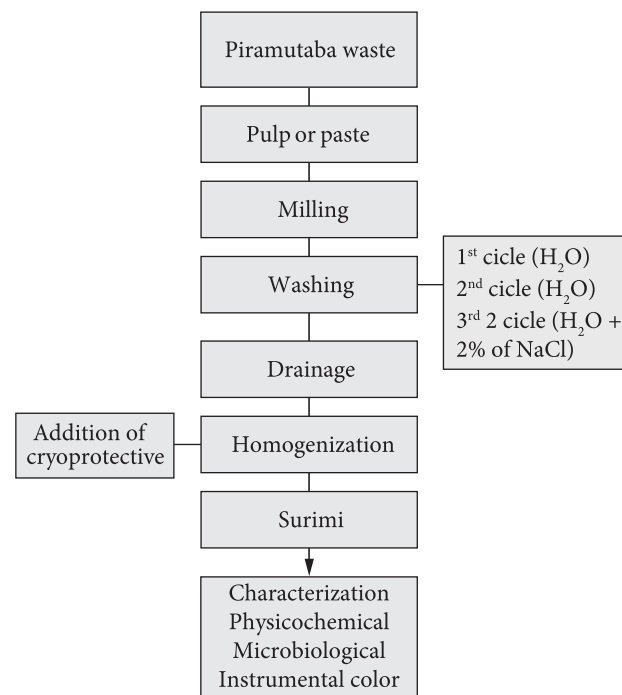 Piramutaba waste
Pulp or paste
Milling
Washing
1st cicle (H2O)
2nd cicle (H2O)
3rd 2 cicle (H2O +
2% of NaCl)
Drainage
Addition of
cryoprotective
Homogenization
Surimi
Characterization
Physicochemical
Microbiological
Instrumental color